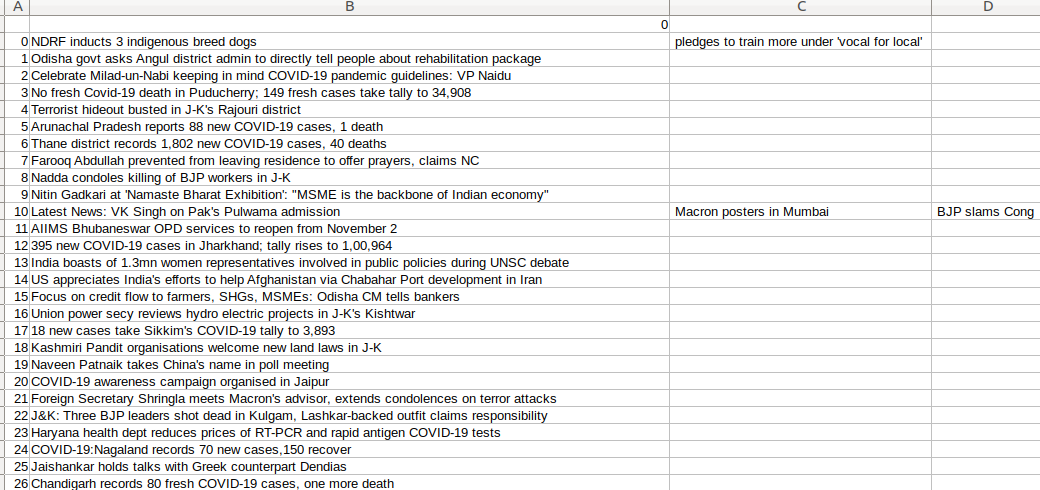 A B C D
0
0 NDRF inducts 3 indigenous breed dogs pledges to train more under 'vocal for local'
1 Odisha govt asks Angul district admin to directly tell people about rehabilitation package
2 Celebrate Milad-un-Nabi keeping in mind COVID-19 pandemic guidelines: VP Naidu
3 No fresh Covid-19 death in Puducherry; 149 fresh cases take tally to 34,908
4 Terrorist hideout busted in J-K's Rajouri district
5 Arunachal Pradesh reports 88 new COVID-19 cases, 1 death
6 Thane district records 1,802 new COVID-19 cases, 40 deaths
7 Farooq Abdullah prevented from leaving residence to offer prayers, claims NC
8 Nadda condoles killing of BJP workers in J-K
9 Nitin Gadkari at 'Namaste Bharat Exhibition': "MSME is the backbone of Indian economy"
10 Latest News: VK Singh on Pak's Pulwama admission Macron posters in Mumbai BJP slams Cong
11 AIIMS Bhubaneswar OPD services to reopen from November 2
12 395 new COVID-19 cases in Jharkhand; tally rises to 1,00,964
13 India boasts of 1.3mn women representatives involved in public policies during UNSC debate
14 US appreciates India's efforts to help Afghanistan via Chabahar Port development in Iran
15 Focus on credit flow to farmers, SHGs, MSMEs: Odisha CM tells bankers
16 Union power secy reviews hydro electric projects in J-K's Kishtwar
17 18 new cases take Sikkim's COVID-19 tally to 3,893
18 Kashmiri Pandit organisations welcome new land laws in J-K
19 Naveen Patnaik takes China's name in poll meeting
20 COVID-19 awareness campaign organised in Jaipur
21 Foreign Secretary Shringla meets Macron's advisor, extends condolences on terror attacks
22 J&K: Three BJP leaders shot dead in Kulgam, Lashkar-backed outfit claims responsibility
23 Haryana health dept reduces prices of RT-PCR and rapid antigen COVID-19 tests
24 COVID-19:Nagaland records 70 new cases,150 recover
25 Jaishankar holds talks with Greek counterpart Dendias
26 Chandigarh records 80 fresh COVID-19 cases, one more death